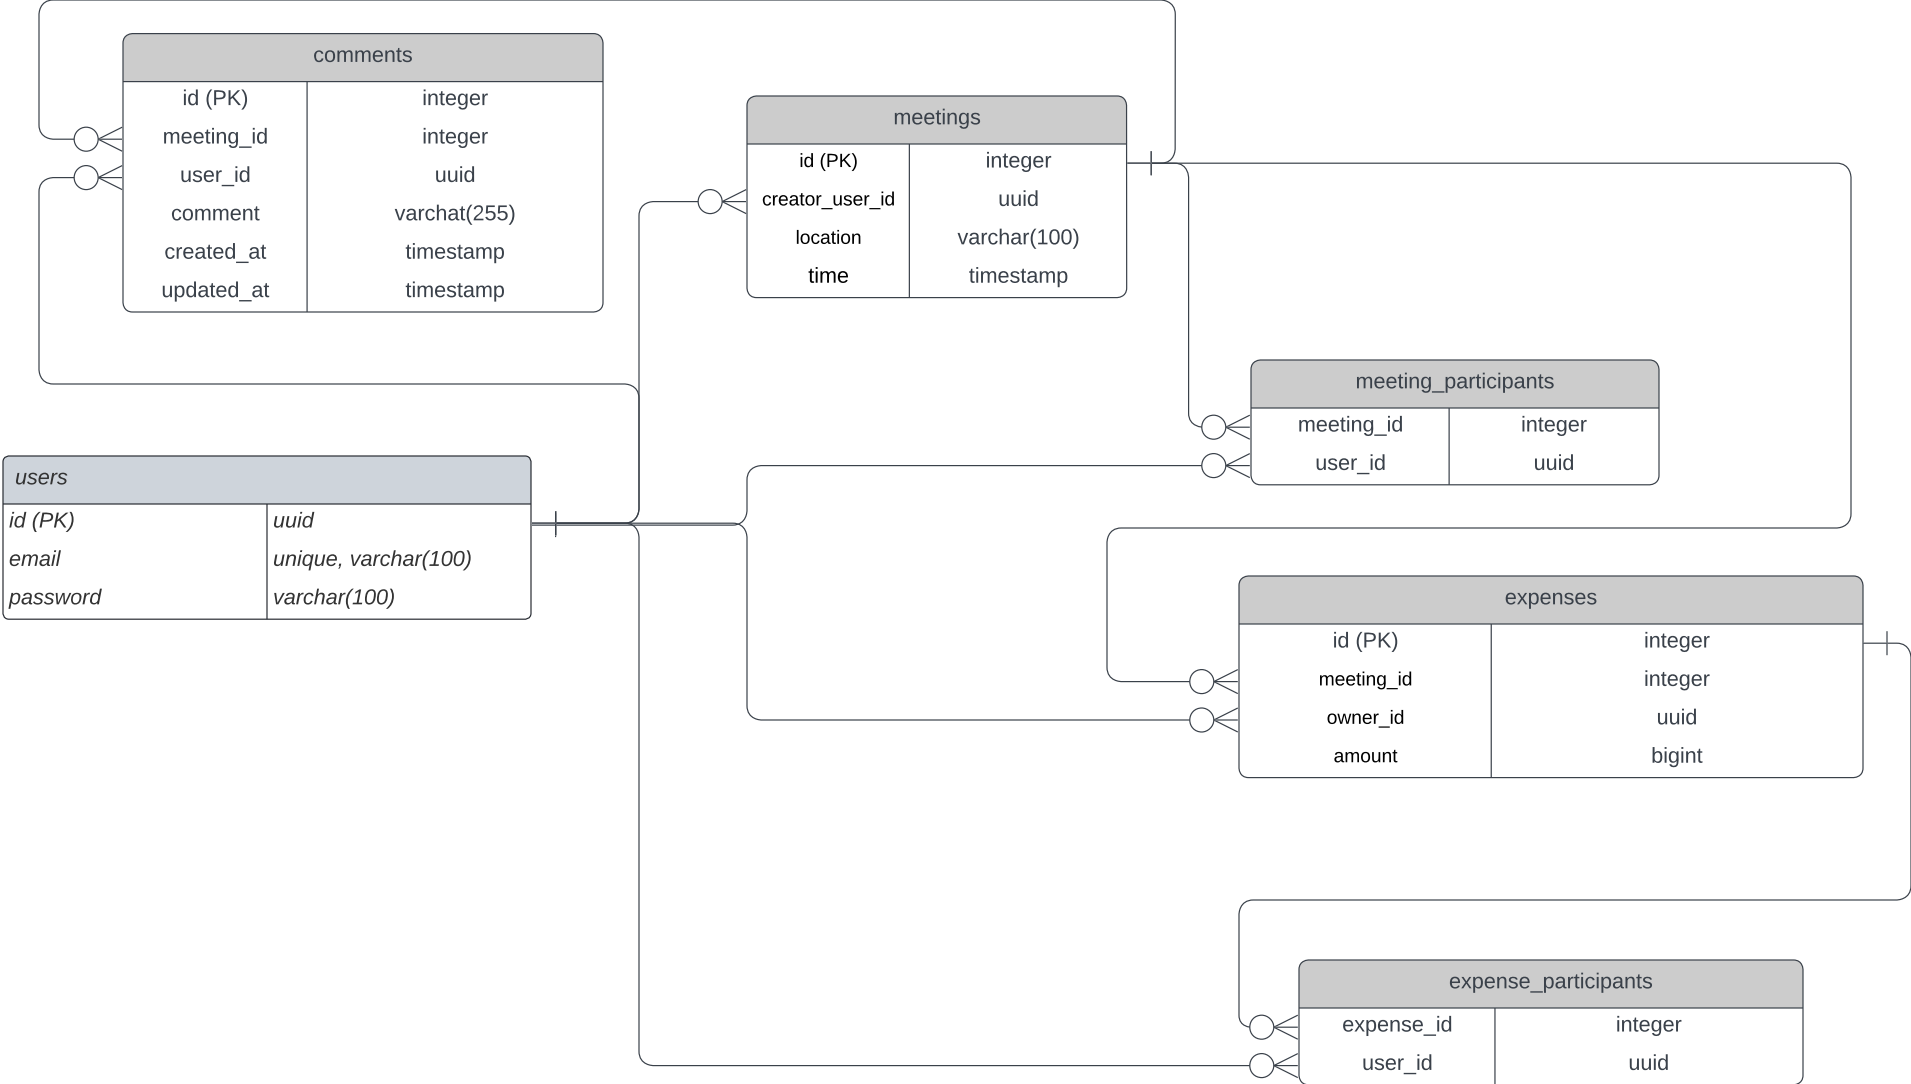 comments
id (PK) integer
meeting_id integer
user_id uuid
comment varchat(255)
created_at timestamp
updated_at timestamp
meetings
id (PK) integer
creator_user_id uuid
location varchar(100)
time timestamp
meeting_participants
meeting_id integer
user_id uuid
users
id (PK) uuid
email unique, varchar(100)
password varchar(100)
expenses
id (PK) integer
meeting_id integer
owner_id uuid
amount bigint
expense_participants
expense_id integer
user_id uuid